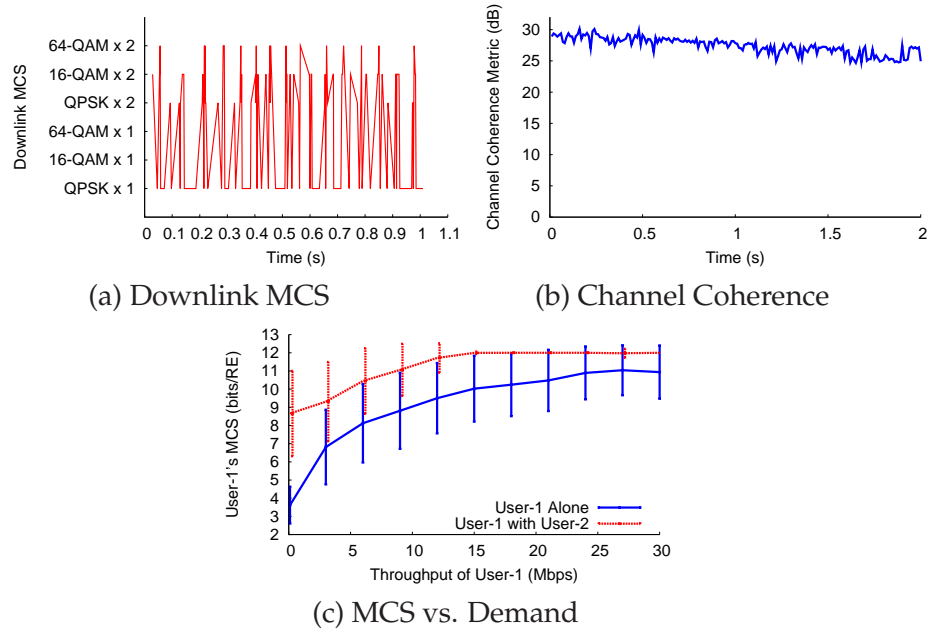 Downlink MCS
64-QAM x 2
16-QAM x 2
QPSK x 2
64-QAM x 1
16-QAM x 1
QPSK x 1
0 0.1 0.2 0.3 0.4 0.5 0.6 0.7 0.8 0.9 1 1.1
Time (s)
(a) Downlink MCS
Channel Coherence Metric (dB)
30
25
20
15
10
5
0
0 0.5 1 1.5 2
Time (s)
(b) Channel Coherence
User-1's MCS (bits/RE)
13
12
11
10
9
8
7
6
5
4
3
2
User-1 Alone
User-1 with User-2
0 5 10 15 20 25 30
Throughput of User-1 (Mbps)
(c) MCS vs. Demand